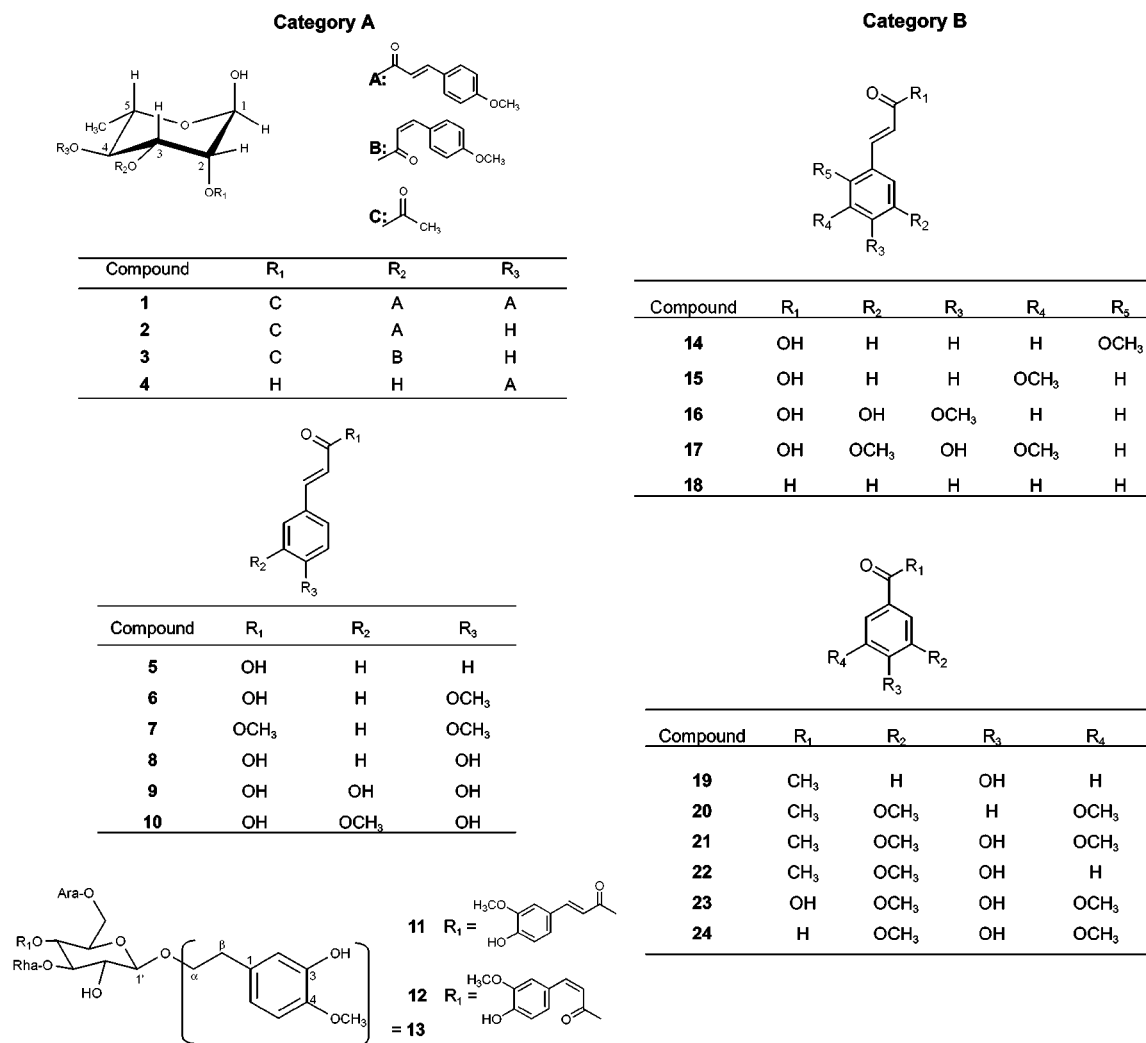 Category A
Category B
H
OH
5
H
O
1
CH₃
H
R₃O
4
R₂O
3
2
H
OR₁
A:
O
OCH₃
B:
O
OCH₃
C:
O
CH₃
Compound R₁ R₂ R₃
1 C A A
2 C A H
3 C B H
4 H H A
O R₁
R₂
R₃
Compound R₁ R₂ R₃
5 OH H H
6 OH H OCH₃
7 OCH₃ H OCH₃
8 OH H OH
9 OH OH OH
10 OH OCH₃ OH
Ara-O
R₁O
Rha-O
HO
O
1'
O
α
β
1
3
OH
4
OCH₃
= 13
11 R₁ =
OCH₃
HO
O
12 R₁ =
OCH₃
HO
O
O R₁
R₅
R₄
R₃
R₂
Compound R₁ R₂ R₃ R₄ R₅
14 OH H H H OCH₃
15 OH H H OCH₃ H
16 OH OH OCH₃ H H
17 OH OCH₃ OH OCH₃ H
18 H H H H H
O R₁
R₄
R₃
R₂
Compound R₁ R₂ R₃ R₄
19 CH₃ H OH H
20 CH₃ OCH₃ H OCH₃
21 CH₃ OCH₃ OH OCH₃
22 CH₃ OCH₃ OH H
23 OH OCH₃ OH OCH₃
24 H OCH₃ OH OCH₃